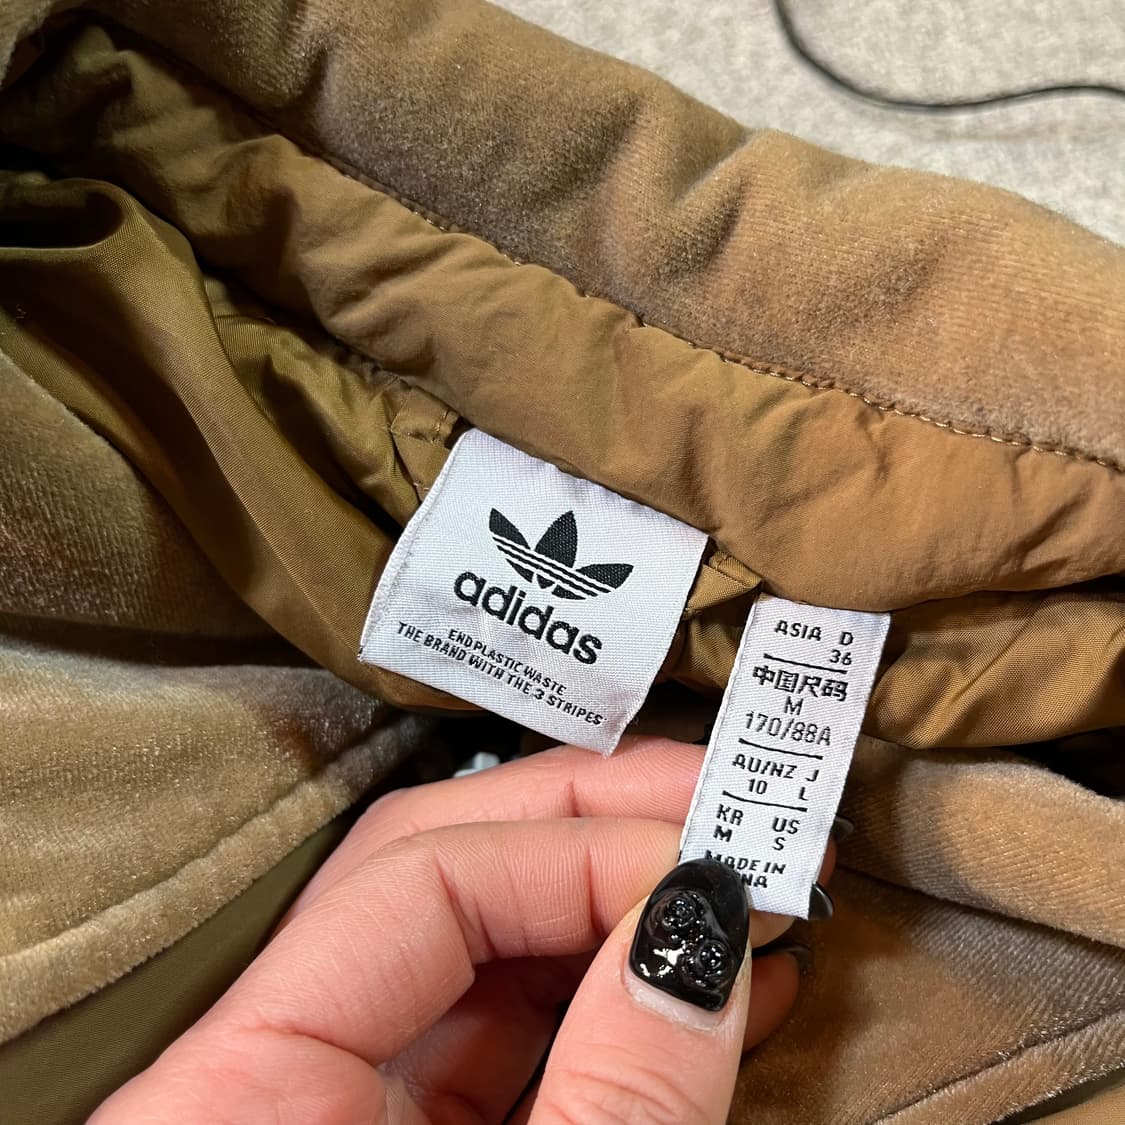 adidas
END PLASTIC WASTE
THE BRAND WITH THE 3 STRIPES
ASIA D
36
中国尺码
M
170/88A
AU/NZ J
10 L
KR US
M S
MADE IN